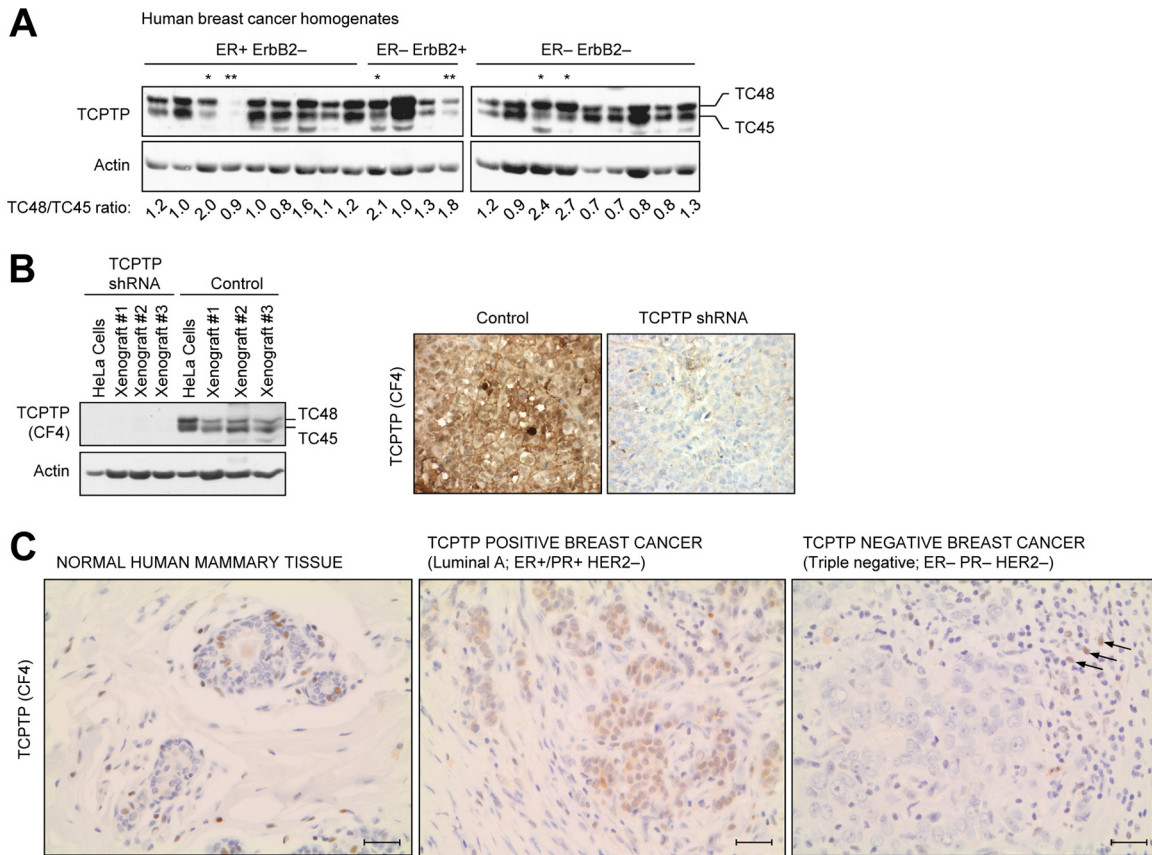 A
Human breast cancer homogenates
ER+ ErbB2–
ER– ErbB2+
ER– ErbB2–
* ** * ** * *
TCPTP
TC48
TC45
Actin
TC48/TC45 ratio: 1.2 1.0 2.0 0.9 1.0 0.8 1.6 1.1 1.2 2.1 1.0 1.3 1.8 1.2 0.9 2.4 2.7 0.7 0.7 0.8 0.8 1.3
B
TCPTP
shRNA
Control
HeLa Cells
Xenograft #1
Xenograft #2
Xenograft #3
HeLa Cells
Xenograft #1
Xenograft #2
Xenograft #3
TCPTP
(CF4)
TC48
TC45
Actin
Control
TCPTP shRNA
TCPTP (CF4)
C
NORMAL HUMAN MAMMARY TISSUE
TCPTP POSITIVE BREAST CANCER
(Luminal A; ER+/PR+ HER2–)
TCPTP NEGATIVE BREAST CANCER
(Triple negative; ER– PR– HER2–)
TCPTP (CF4)